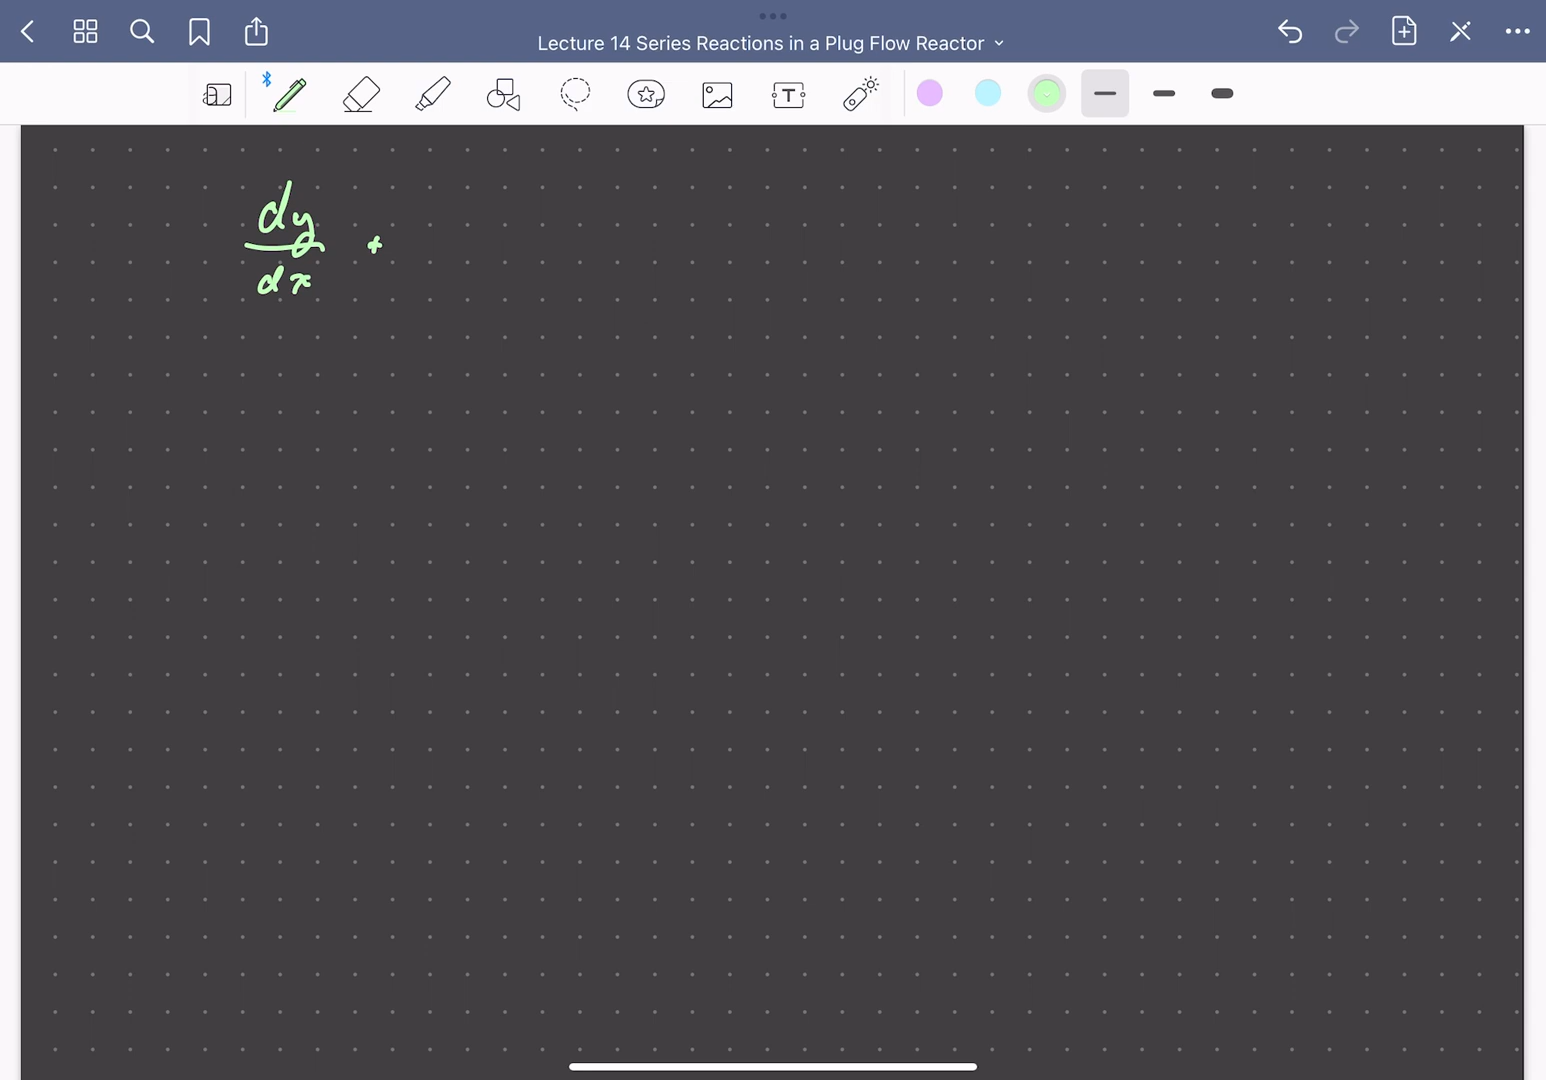 Lecture 14 Series Reactions in a Plug Flow Reactor
T
dy
dx +